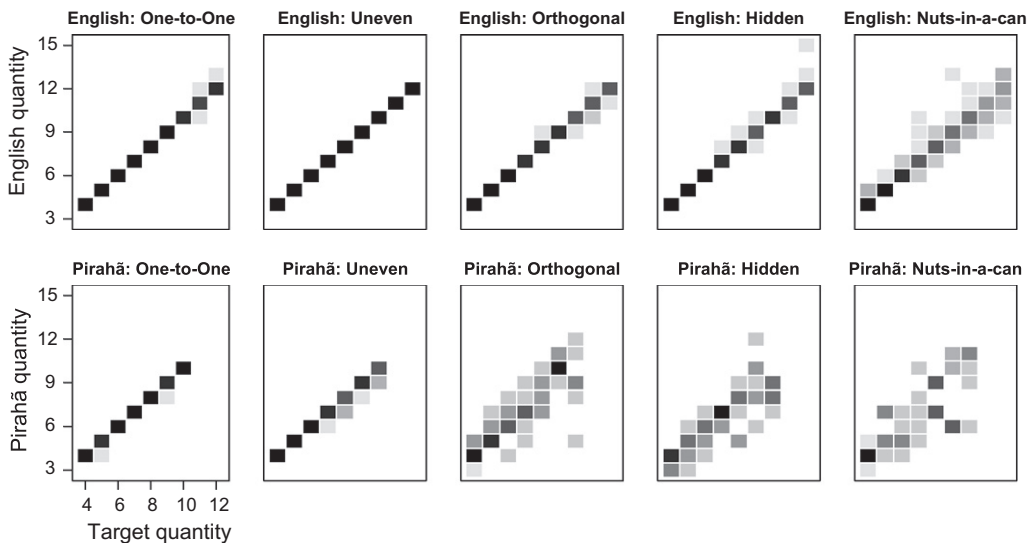 English: One-to-One
English: Uneven
English: Orthogonal
English: Hidden
English: Nuts-in-a-can
English quantity
15
12
9
6
3
Pirahã: One-to-One
Pirahã: Uneven
Pirahã: Orthogonal
Pirahã: Hidden
Pirahã: Nuts-in-a-can
Pirahã quantity
15
12
9
6
3
4 6 8 10 12
Target quantity